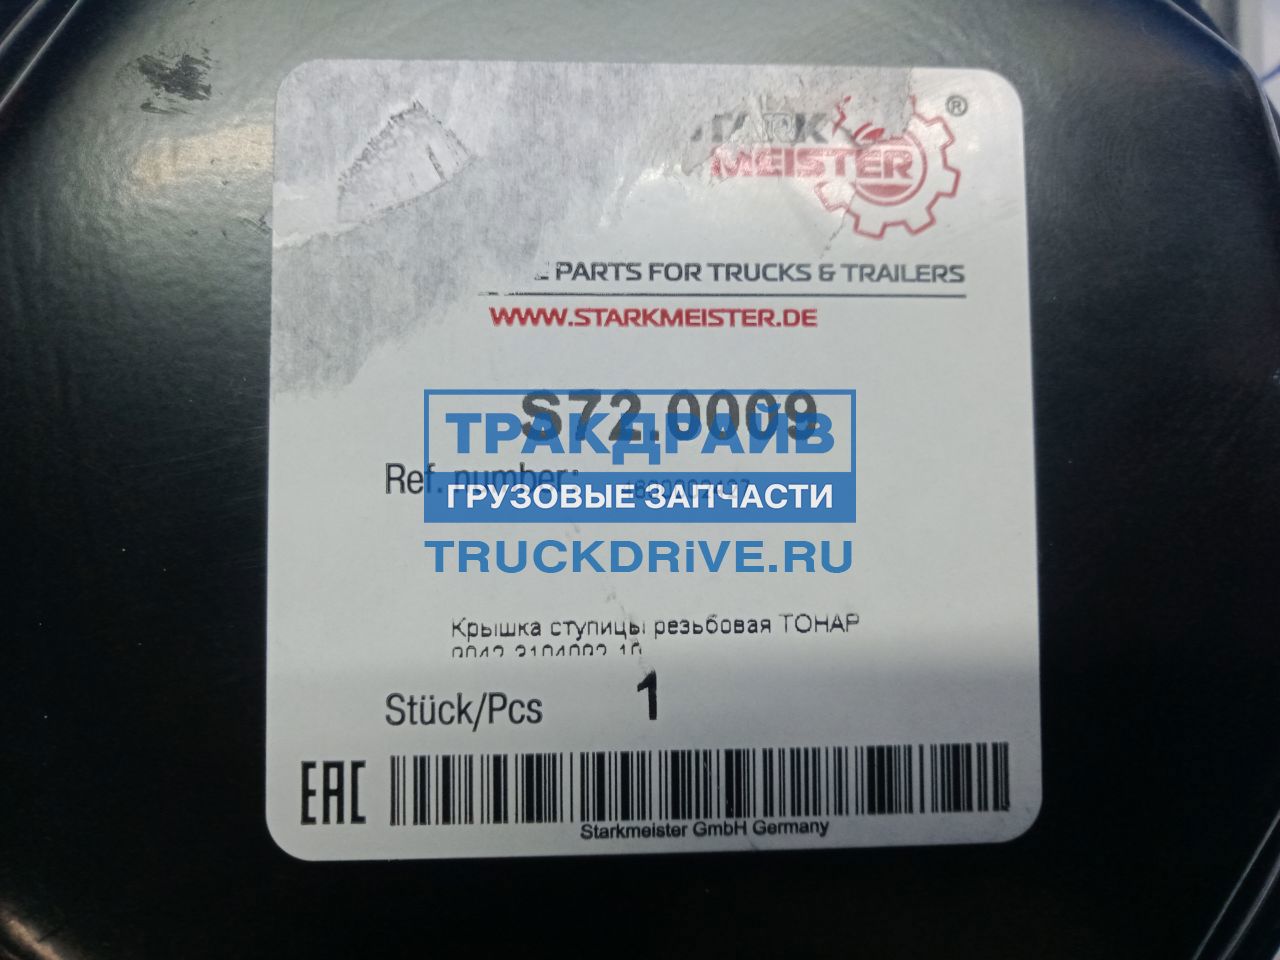 MEISTER ®
PARTS FOR TRUCKS & TRAILERS
WWW.STARKMEISTER.DE
S72.0009
ТРАКДРАЙВ
Ref. number:
ГРУЗОВЫЕ ЗАПЧАСТИ
TRUCKDRiVE.RU
Крышка ступицы резьбовая ТОНАР
Stück/Pcs 1
EAC
Starkmeister GmbH Germany